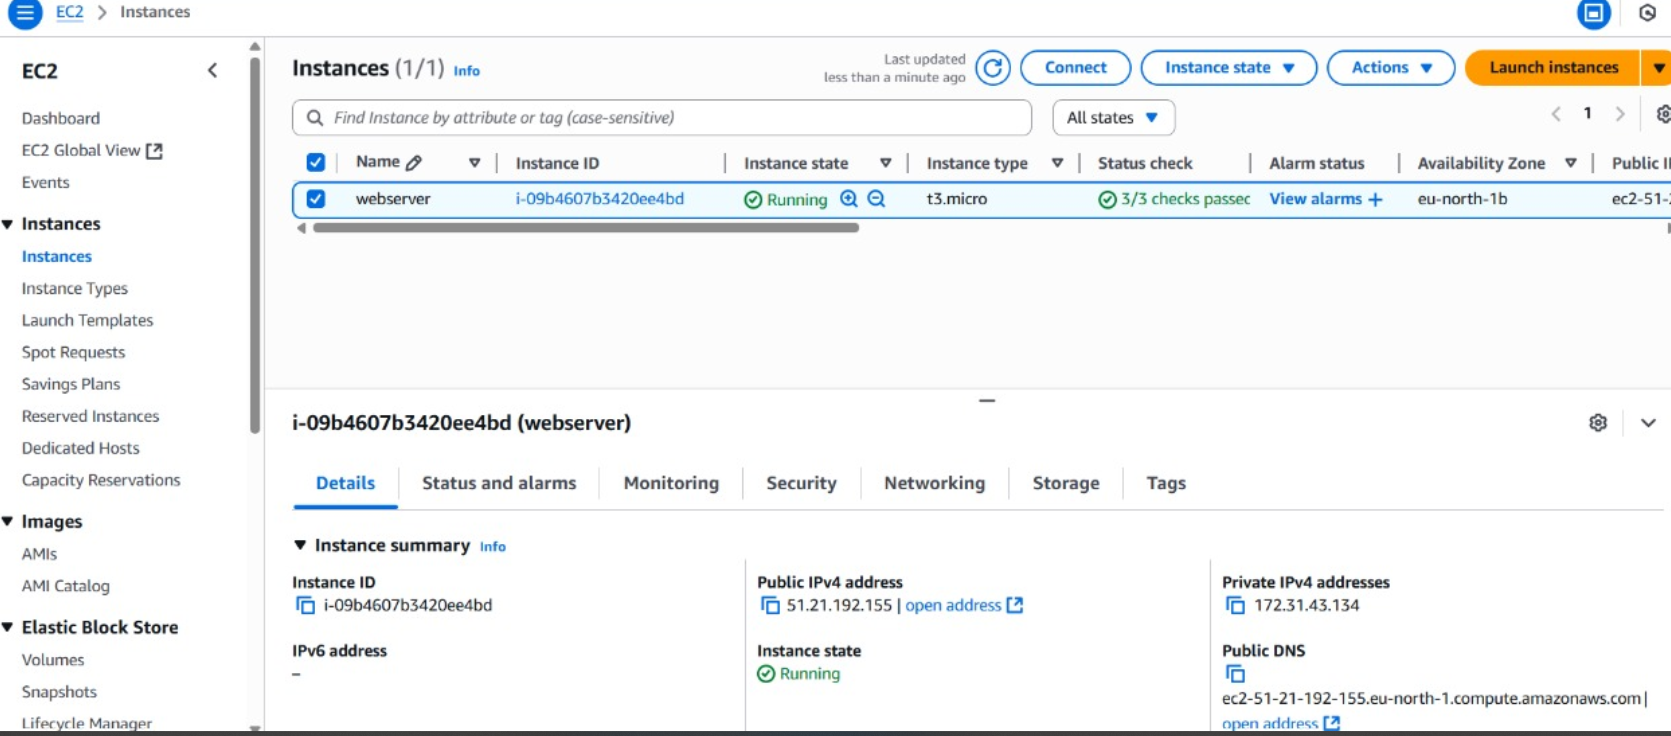 EC2 > Instances
EC2
Dashboard
EC2 Global View
Events
Instances
Instances
Instance Types
Launch Templates
Spot Requests
Savings Plans
Reserved Instances
Dedicated Hosts
Capacity Reservations
Images
AMIs
AMI Catalog
Elastic Block Store
Volumes
Snapshots
Lifecycle Manager
Instances (1/1) Info
Last updated
less than a minute ago
Connect
Instance state
Actions
Launch instances
Find Instance by attribute or tag (case-sensitive)
All states
1
Name Instance ID Instance state Instance type Status check Alarm status Availability Zone Public I
webserver i-09b4607b3420ee4bd Running t3.micro 3/3 checks passec View alarms + eu-north-1b ec2-51-
i-09b4607b3420ee4bd (webserver)
Details Status and alarms Monitoring Security Networking Storage Tags
Instance summary Info
Instance ID
i-09b4607b3420ee4bd
IPv6 address
–
Public IPv4 address
51.21.192.155 | open address
Instance state
Running
Private IPv4 addresses
172.31.43.134
Public DNS
ec2-51-21-192-155.eu-north-1.compute.amazonaws.com |
open address